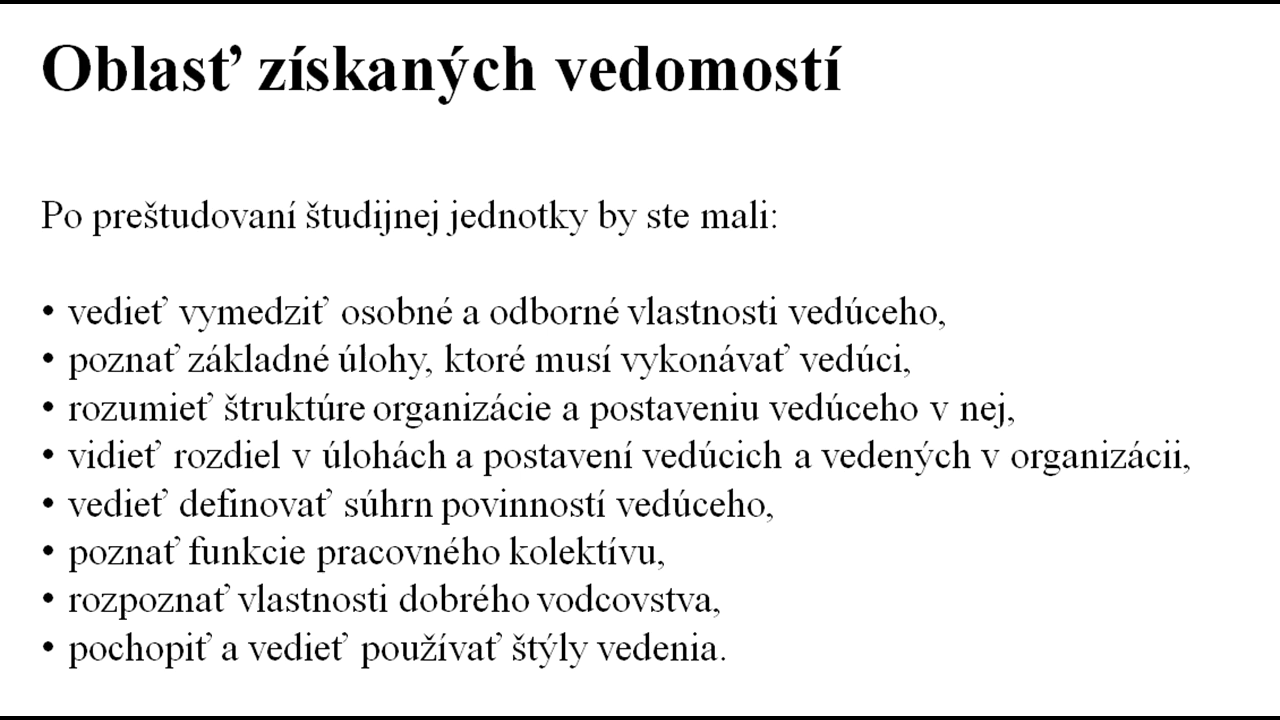 Oblasť získaných vedomostí
Po preštudovaní študijnej jednotky by ste mali:
• vedieť vymedziť osobné a odborné vlastnosti vedúceho,
• poznať základné úlohy, ktoré musí vykonávať vedúci,
• rozumieť štruktúre organizácie a postaveniu vedúceho v nej,
• vidieť rozdiel v úlohách a postavení vedúcich a vedených v organizácii,
• vedieť definovať súhrn povinností vedúceho,
• poznať funkcie pracovného kolektívu,
• rozpoznať vlastnosti dobrého vodcovstva,
• pochopiť a vedieť používať štýly vedenia.